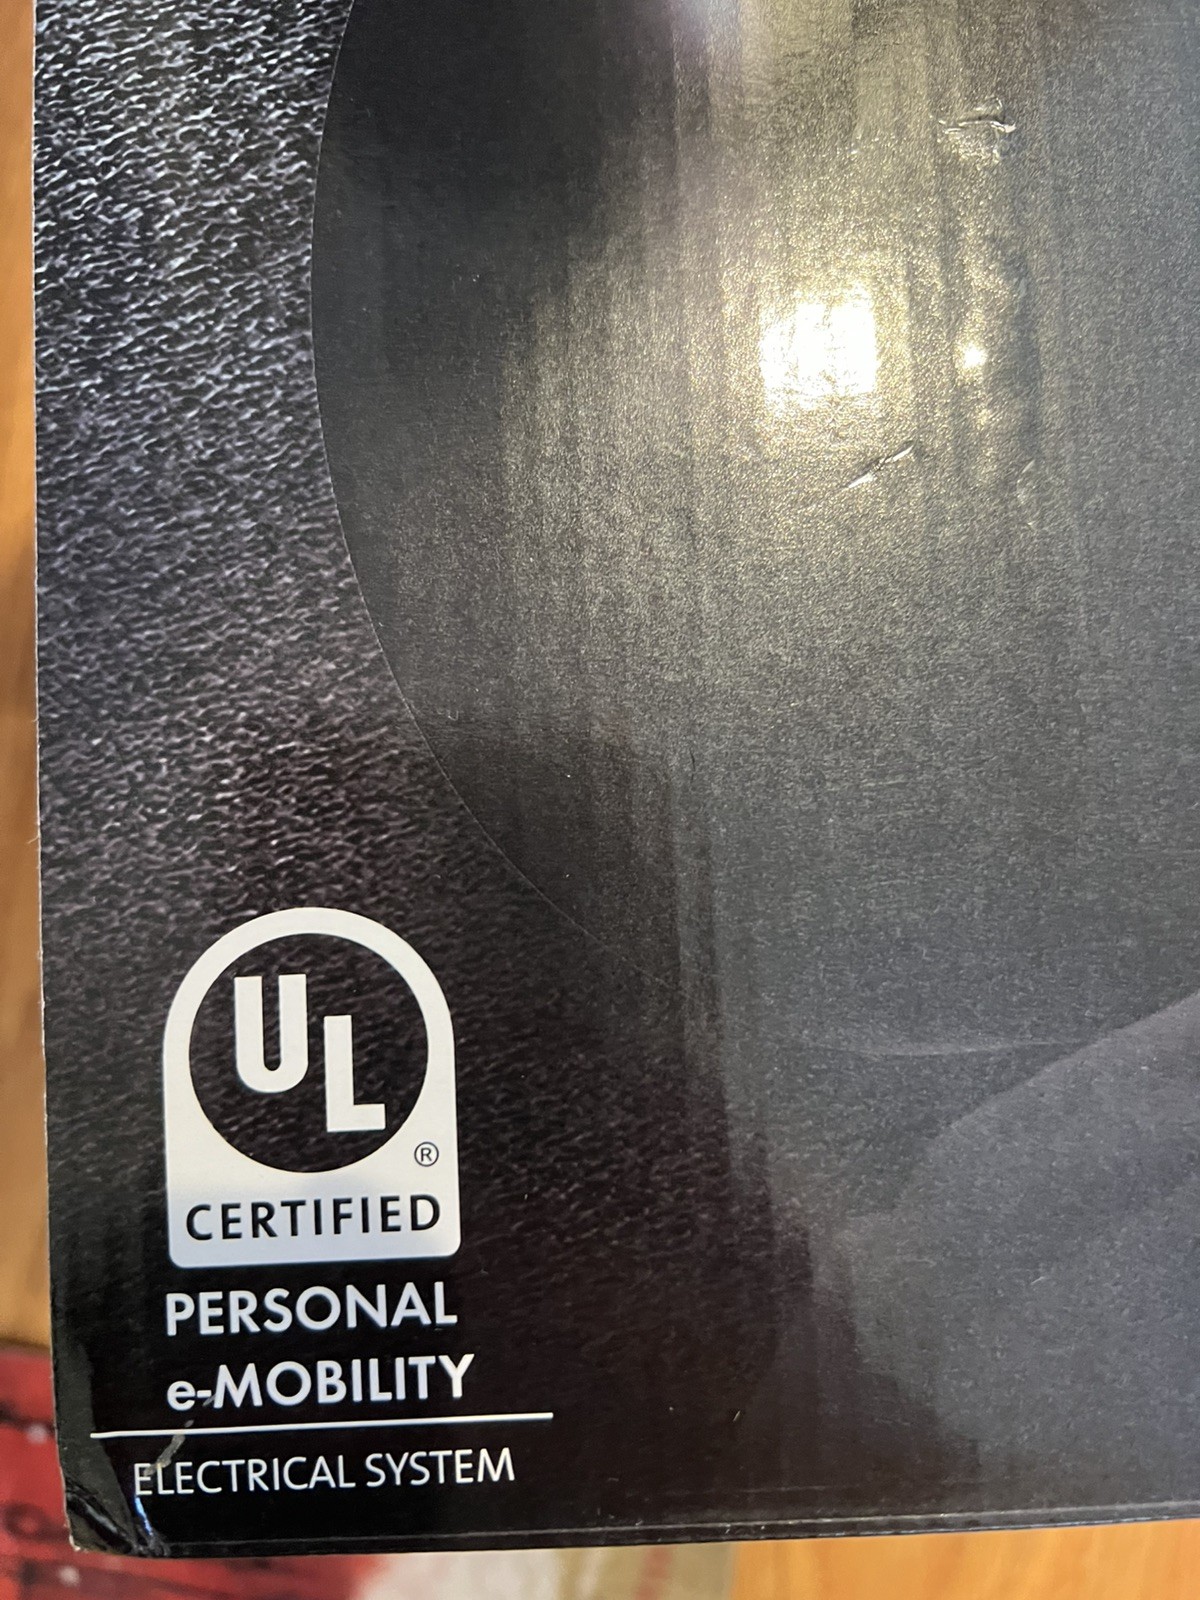 UL
®
CERTIFIED
PERSONAL
e-MOBILITY
ELECTRICAL SYSTEM